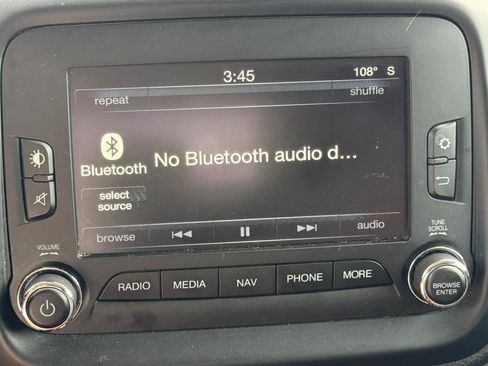 3:45 108° S
repeat shuffle
Bluetooth No Bluetooth audio d...
select
source
browse audio
VOLUME TUNE
SCROLL
RADIO MEDIA NAV PHONE MORE
BROWSE
ENTER